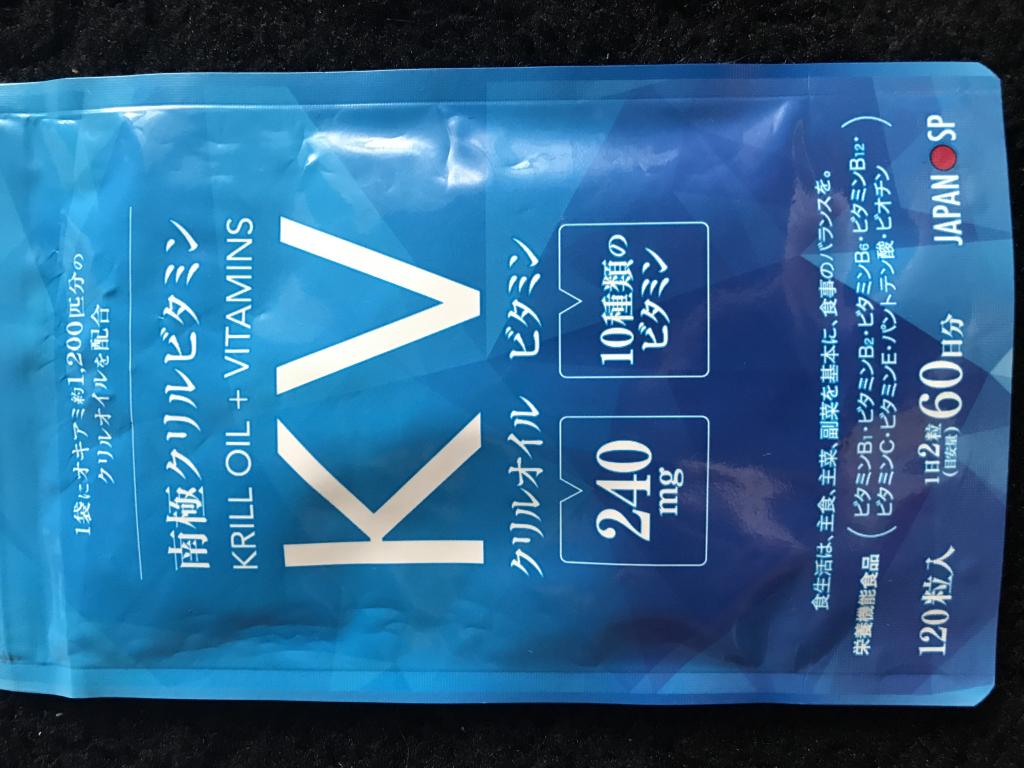 1袋にオキアミ約1,200匹分の
クリルオイルを配合
南極クリルビタミン
KRILL OIL + VITAMINS
KV
クリルオイル ビタミン
240
mg
10種類の
ビタミン
食生活は、主食、主菜、副菜を基本に、食事のバランスを。
栄養機能食品
(ビタミンB1・ビタミンB2・ビタミンB6・ビタミンB12・
ビタミンC・ビタミンE・パントテン酸・ビオチン)
120粒入
1日2粒
(目安量)
60日分
JAPAN SP